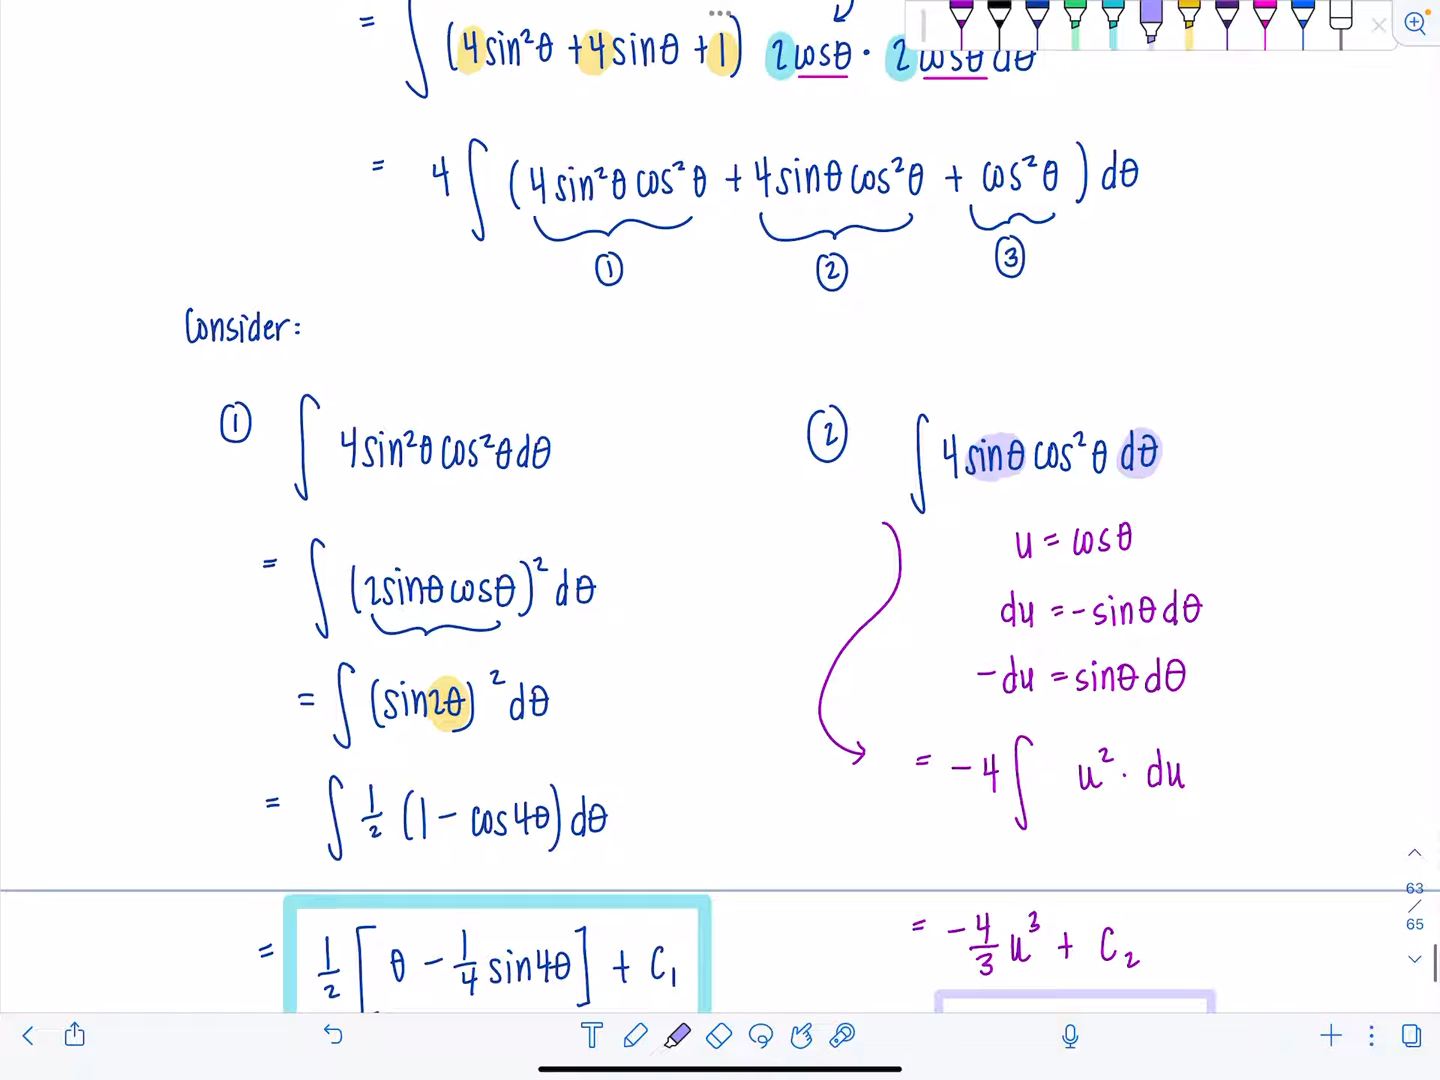 = ∫ (4sin²θ + 4sinθ + 1) 2cosθ · 2cosθ dθ
= 4 ∫ (4sin²θ cos²θ + 4sinθ cos²θ + cos²θ) dθ
① ② ③
Consider:
① ∫ 4sin²θ cos²θ dθ
= ∫ (2sinθ cosθ)² dθ
= ∫ (sin2θ)² dθ
= ∫ 1/2 (1 - cos4θ) dθ
= 1/2 [θ - 1/4 sin4θ] + C₁
② ∫ 4sinθ cos²θ dθ
u = cosθ
du = -sinθ dθ
-du = sinθ dθ
= -4 ∫ u² · du
= -4/3 u³ + C₂
63
/
65
T